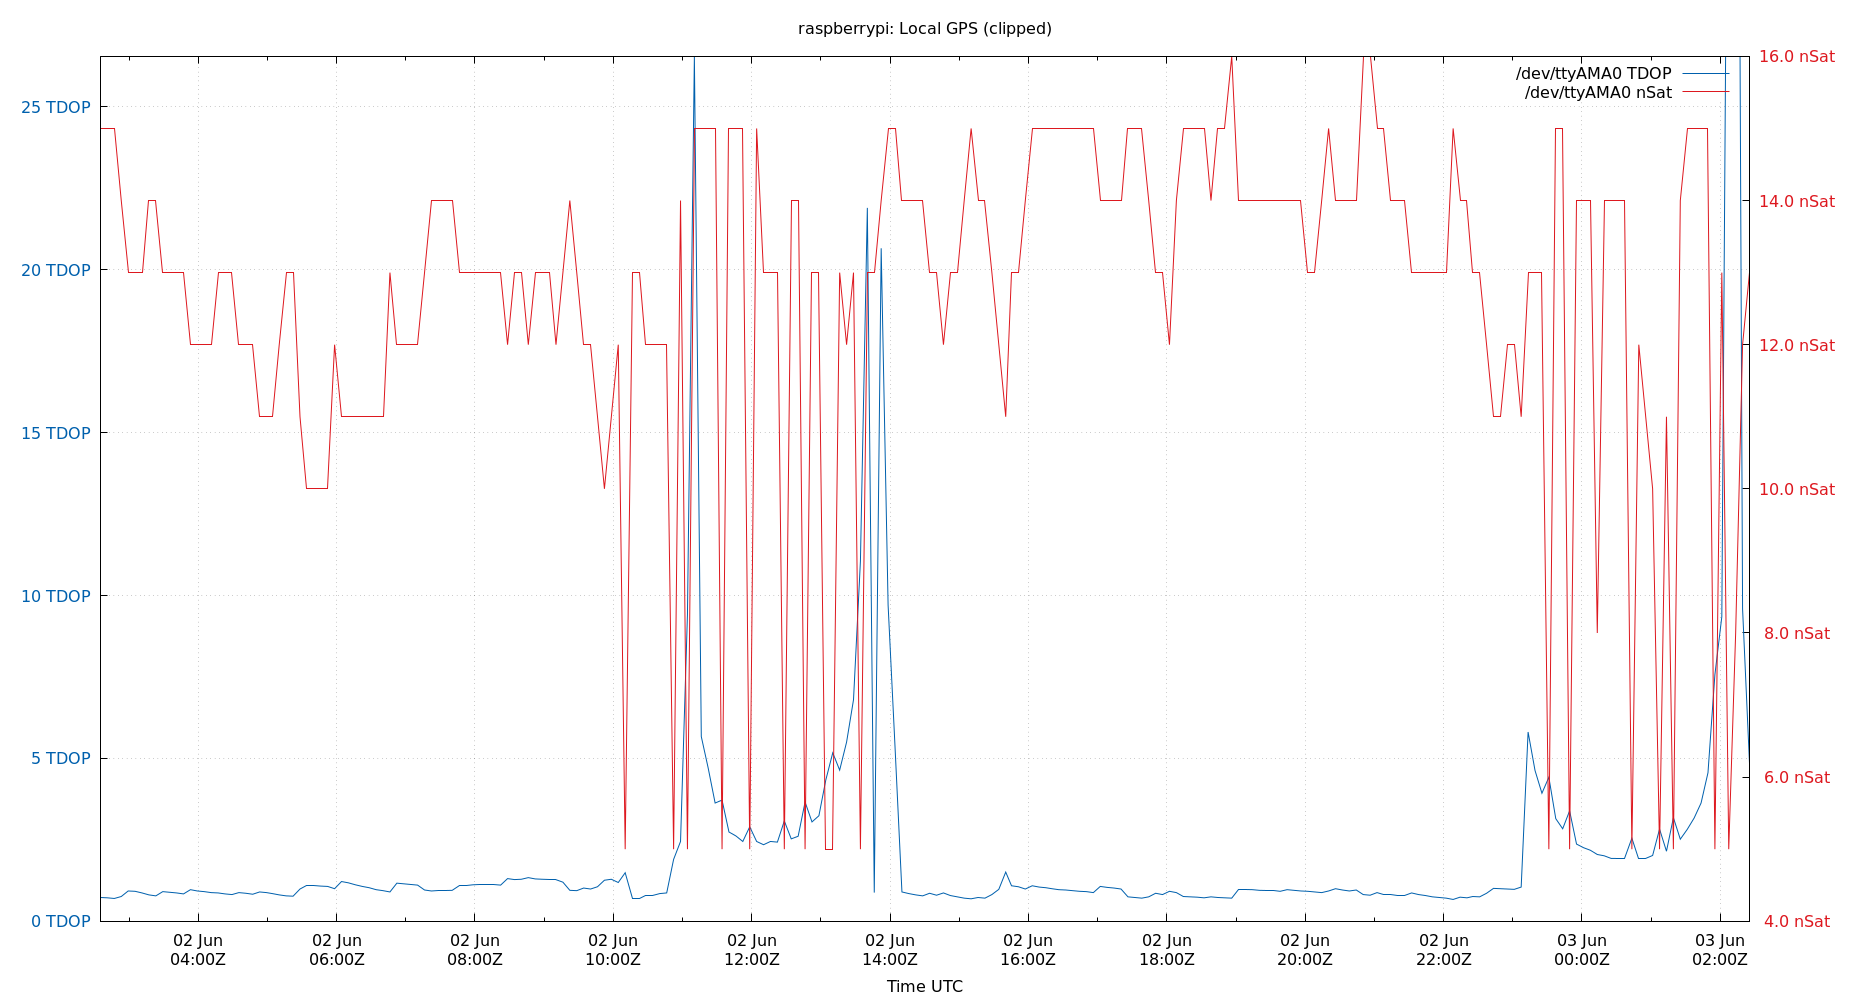 raspberrypi: Local GPS (clipped)
/dev/ttyAMA0 TDOP
/dev/ttyAMA0 nSat
25 TDOP
20 TDOP
15 TDOP
10 TDOP
5 TDOP
0 TDOP
16.0 nSat
14.0 nSat
12.0 nSat
10.0 nSat
8.0 nSat
6.0 nSat
4.0 nSat
02 Jun 02 Jun 02 Jun 02 Jun 02 Jun 02 Jun 02 Jun 02 Jun 02 Jun 02 Jun 03 Jun 03 Jun
04:00Z 06:00Z 08:00Z 10:00Z 12:00Z 14:00Z 16:00Z 18:00Z 20:00Z 22:00Z 00:00Z 02:00Z
Time UTC